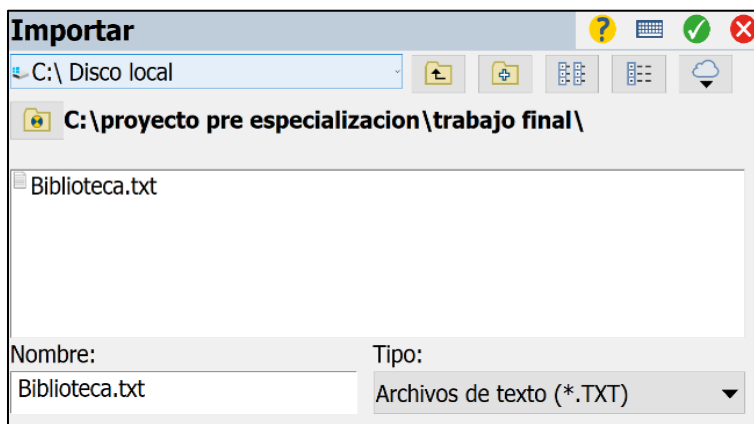 Importar
?
C:\ Disco local
C:\proyecto pre especializacion\trabajo final\
Biblioteca.txt
Nombre: Tipo:
Biblioteca.txt Archivos de texto (*.TXT)